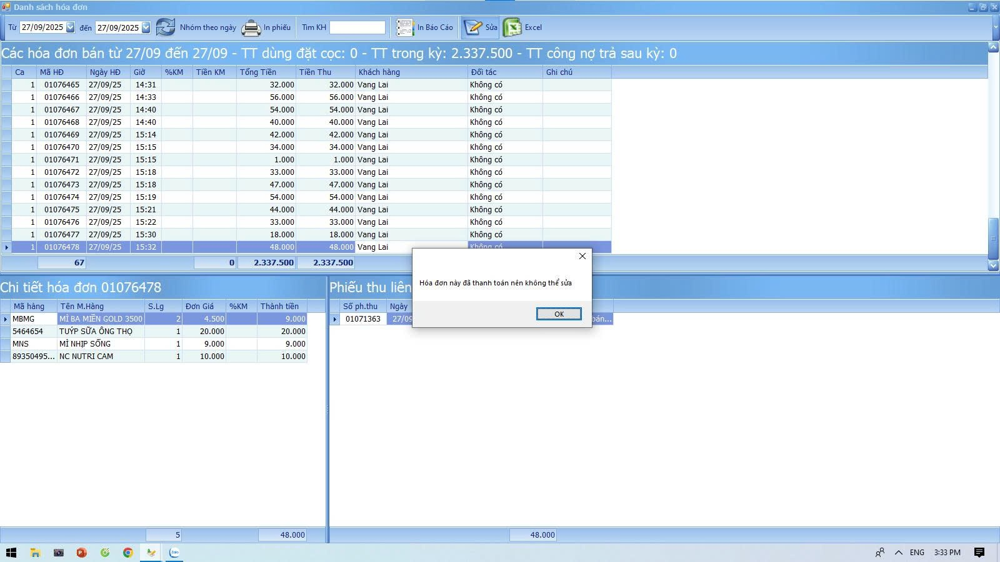 Danh sách hóa đơn
Từ 27/09/2025 đến 27/09/2025 Nhóm theo ngày In phiếu Tìm KH In Báo Cáo Sửa Excel
Các hóa đơn bán từ 27/09 đến 27/09 - TT dùng đặt cọc: 0 - TT trong kỳ: 2.337.500 - TT công nợ trả sau kỳ: 0
Ca Mã HĐ Ngày HĐ Giờ %KM Tiền KM Tổng Tiền Tiền Thu Khách hàng Đối tác Ghi chú
1 01076465 27/09/25 14:31 32.000 32.000 Vang Lai Không có
1 01076466 27/09/25 14:33 56.000 56.000 Vang Lai Không có
1 01076467 27/09/25 14:40 54.000 54.000 Vang Lai Không có
1 01076468 27/09/25 14:40 40.000 40.000 Vang Lai Không có
1 01076469 27/09/25 15:14 42.000 42.000 Vang Lai Không có
1 01076470 27/09/25 15:15 34.000 34.000 Vang Lai Không có
1 01076471 27/09/25 15:15 1.000 1.000 Vang Lai Không có
1 01076472 27/09/25 15:18 33.000 33.000 Vang Lai Không có
1 01076473 27/09/25 15:18 47.000 47.000 Vang Lai Không có
1 01076474 27/09/25 15:19 54.000 54.000 Vang Lai Không có
1 01076475 27/09/25 15:21 44.000 44.000 Vang Lai Không có
1 01076476 27/09/25 15:22 33.000 33.000 Vang Lai Không có
1 01076477 27/09/25 15:30 18.000 18.000 Vang Lai Không có
1 01076478 27/09/25 15:32 48.000 48.000 Vang Lai Không có
67 0 2.337.500 2.337.500
Hóa đơn này đã thanh toán nên không thể sửa
OK
Chi tiết hóa đơn 01076478
Mã hàng Tên M.Hàng S.Lg Đơn Giá %KM Thành tiền
MBMG MÌ BA MIỀN GOLD 3500 2 4.500 9.000
5464654 TUÝP SỮA ÔNG THỌ 1 20.000 20.000
MNS MÌ NHỊP SỐNG 1 9.000 9.000
89350495... NC NUTRI CAM 1 10.000 10.000
5 48.000
Phiếu thu liên
Số ph.thu Ngày
01071363 27/09 bán...
48.000
Zalo
ENG 3:33 PM